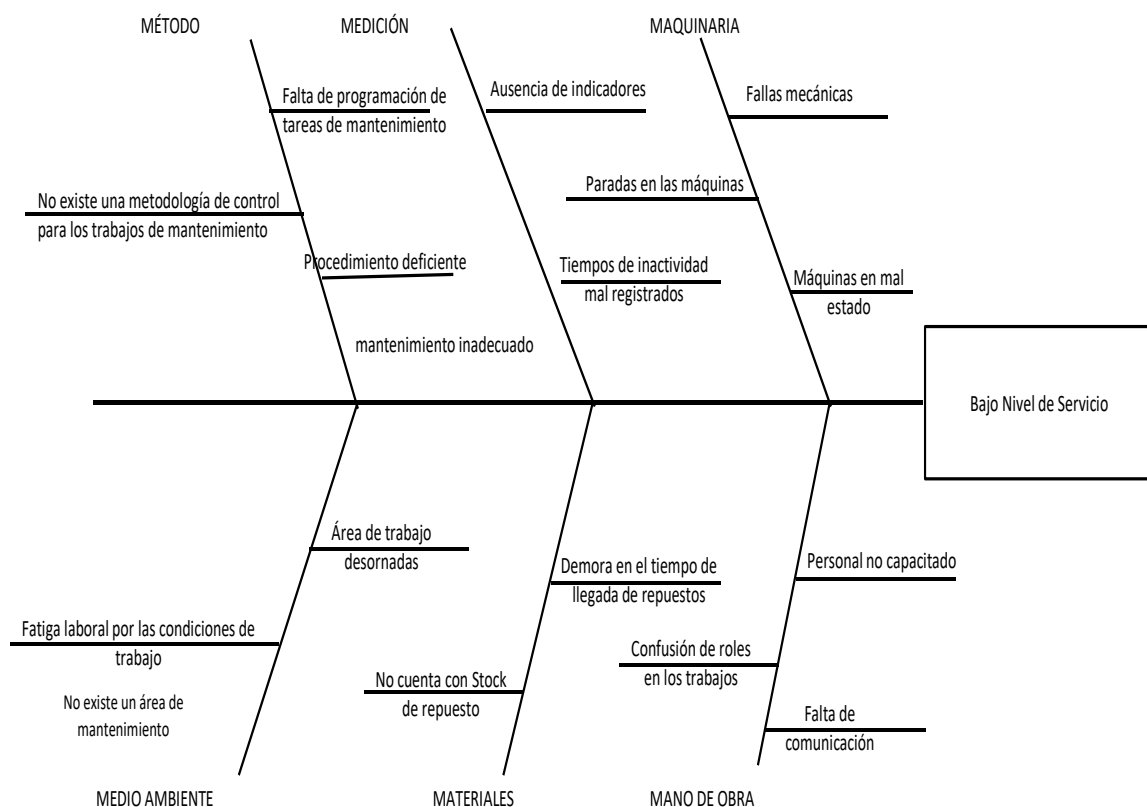 MÉTODO
MEDICIÓN
MAQUINARIA
Falta de programación de
tareas de mantenimiento
Ausencia de indicadores
Fallas mecánicas
No existe una metodología de control
para los trabajos de mantenimiento
Paradas en las máquinas
Procedimiento deficiente
Tiempos de inactividad
mal registrados
Máquinas en mal
estado
mantenimiento inadecuado
Bajo Nivel de Servicio
Área de trabajo
desornadas
Demora en el tiempo de
llegada de repuestos
Personal no capacitado
Fatiga laboral por las condiciones de
trabajo
No existe un área de
mantenimiento
No cuenta con Stock
de repuesto
Confusión de roles
en los trabajos
Falta de
comunicación
MEDIO AMBIENTE
MATERIALES
MANO DE OBRA